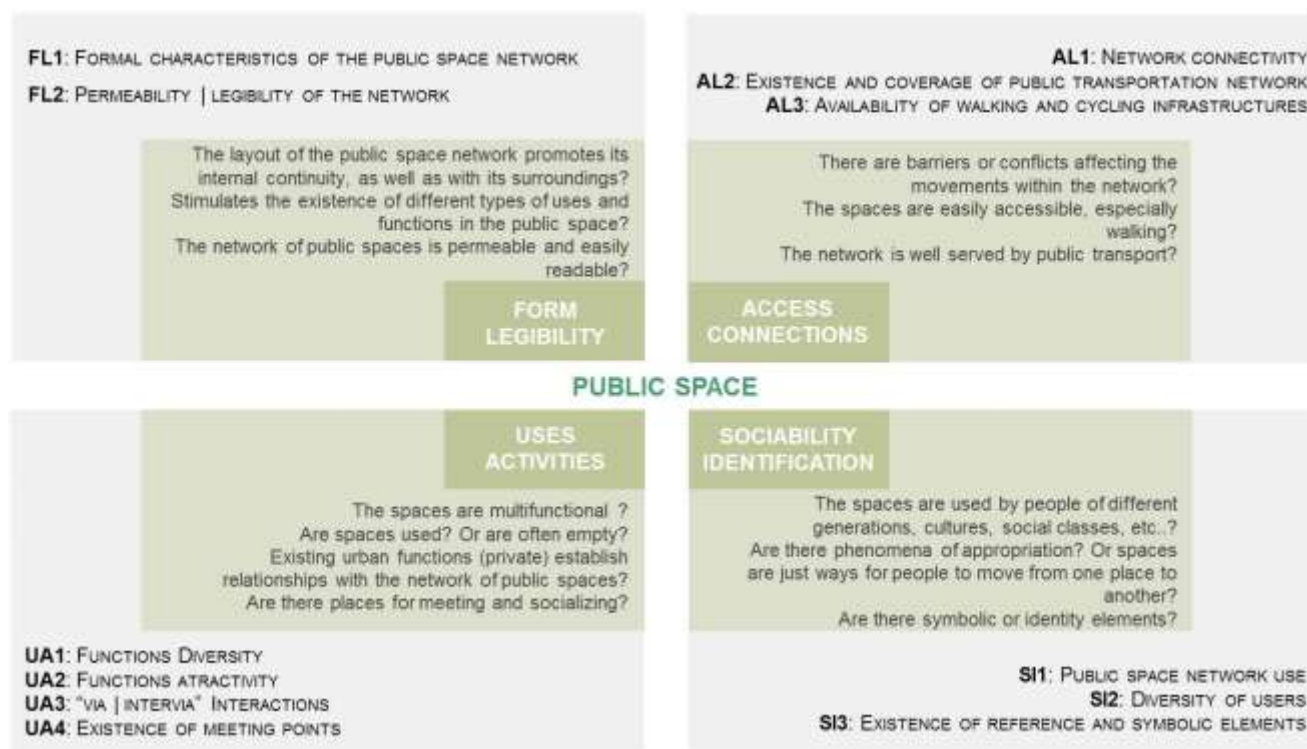 FL1: FORMAL CHARACTERISTICS OF THE PUBLIC SPACE NETWORK
FL2: PERMEABILITY | LEGIBILITY OF THE NETWORK
The layout of the public space network promotes its
internal continuity, as well as with its surroundings?
Stimulates the existence of different types of uses and
functions in the public space?
The network of public spaces is permeable and easily
readable?
FORM
LEGIBILITY
AL1: NETWORK CONNECTIVITY
AL2: EXISTENCE AND COVERAGE OF PUBLIC TRANSPORTATION NETWORK
AL3: AVAILABILITY OF WALKING AND CYCLING INFRASTRUCTURES
There are barriers or conflicts affecting the
movements within the network?
The spaces are easily accessible, especially
walking?
The network is well served by public transport?
ACCESS
CONNECTIONS
PUBLIC SPACE
USES
ACTIVITIES
The spaces are multifunctional ?
Are spaces used? Or are often empty?
Existing urban functions (private) establish
relationships with the network of public spaces?
Are there places for meeting and socializing?
UA1: FUNCTIONS DIVERSITY
UA2: FUNCTIONS ATRACTIVITY
UA3: "VIA | INTERVIA" INTERACTIONS
UA4: EXISTENCE OF MEETING POINTS
SOCIABILITY
IDENTIFICATION
The spaces are used by people of different
generations, cultures, social classes, etc..?
Are there phenomena of appropriation? Or spaces
are just ways for people to move from one place to
another?
Are there symbolic or identity elements?
SI1: PUBLIC SPACE NETWORK USE
SI2: DIVERSITY OF USERS
SI3: EXISTENCE OF REFERENCE AND SYMBOLIC ELEMENTS